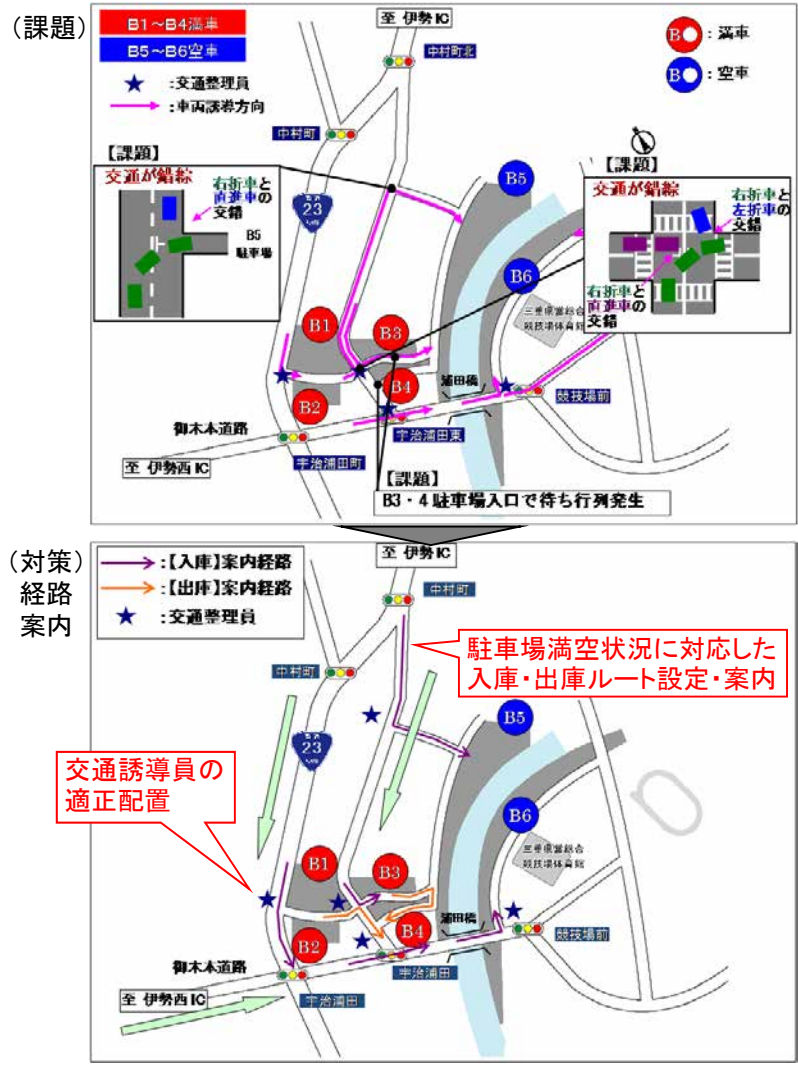 (課題)
B1～B4満車
B5～B6空車
★:交通整理員
→:車両誘導方向
至 伊勢IC
中村町北
B○:満車
B○:空車
中村町
【課題】
交通が錯綜
右折車と
直進車の
交錯
B5
駐車場
23
B5
【課題】
交通が錯綜
右折車と
左折車の
交錯
右折車と
直進車の
交錯
B6
三重県営総合
競技場体育館
B1
B3
B2
B4
浦田橋
競技場前
御木本道路
宇治浦田東
至 伊勢西IC
宇治浦田町
【課題】
B3・4駐車場入口で待ち行列発生
(対策)
経路
案内
→:【入庫】案内経路
→:【出庫】案内経路
★:交通整理員
至 伊勢IC
中村町
駐車場満空状況に対応した
入庫・出庫ルート設定・案内
中村町
B5
23
交通誘導員の
適正配置
B6
三重県営総合
競技場体育館
B1
B3
B2
B4
浦田橋
競技場前
御木本道路
宇治浦田
至 伊勢西IC
宇治浦田